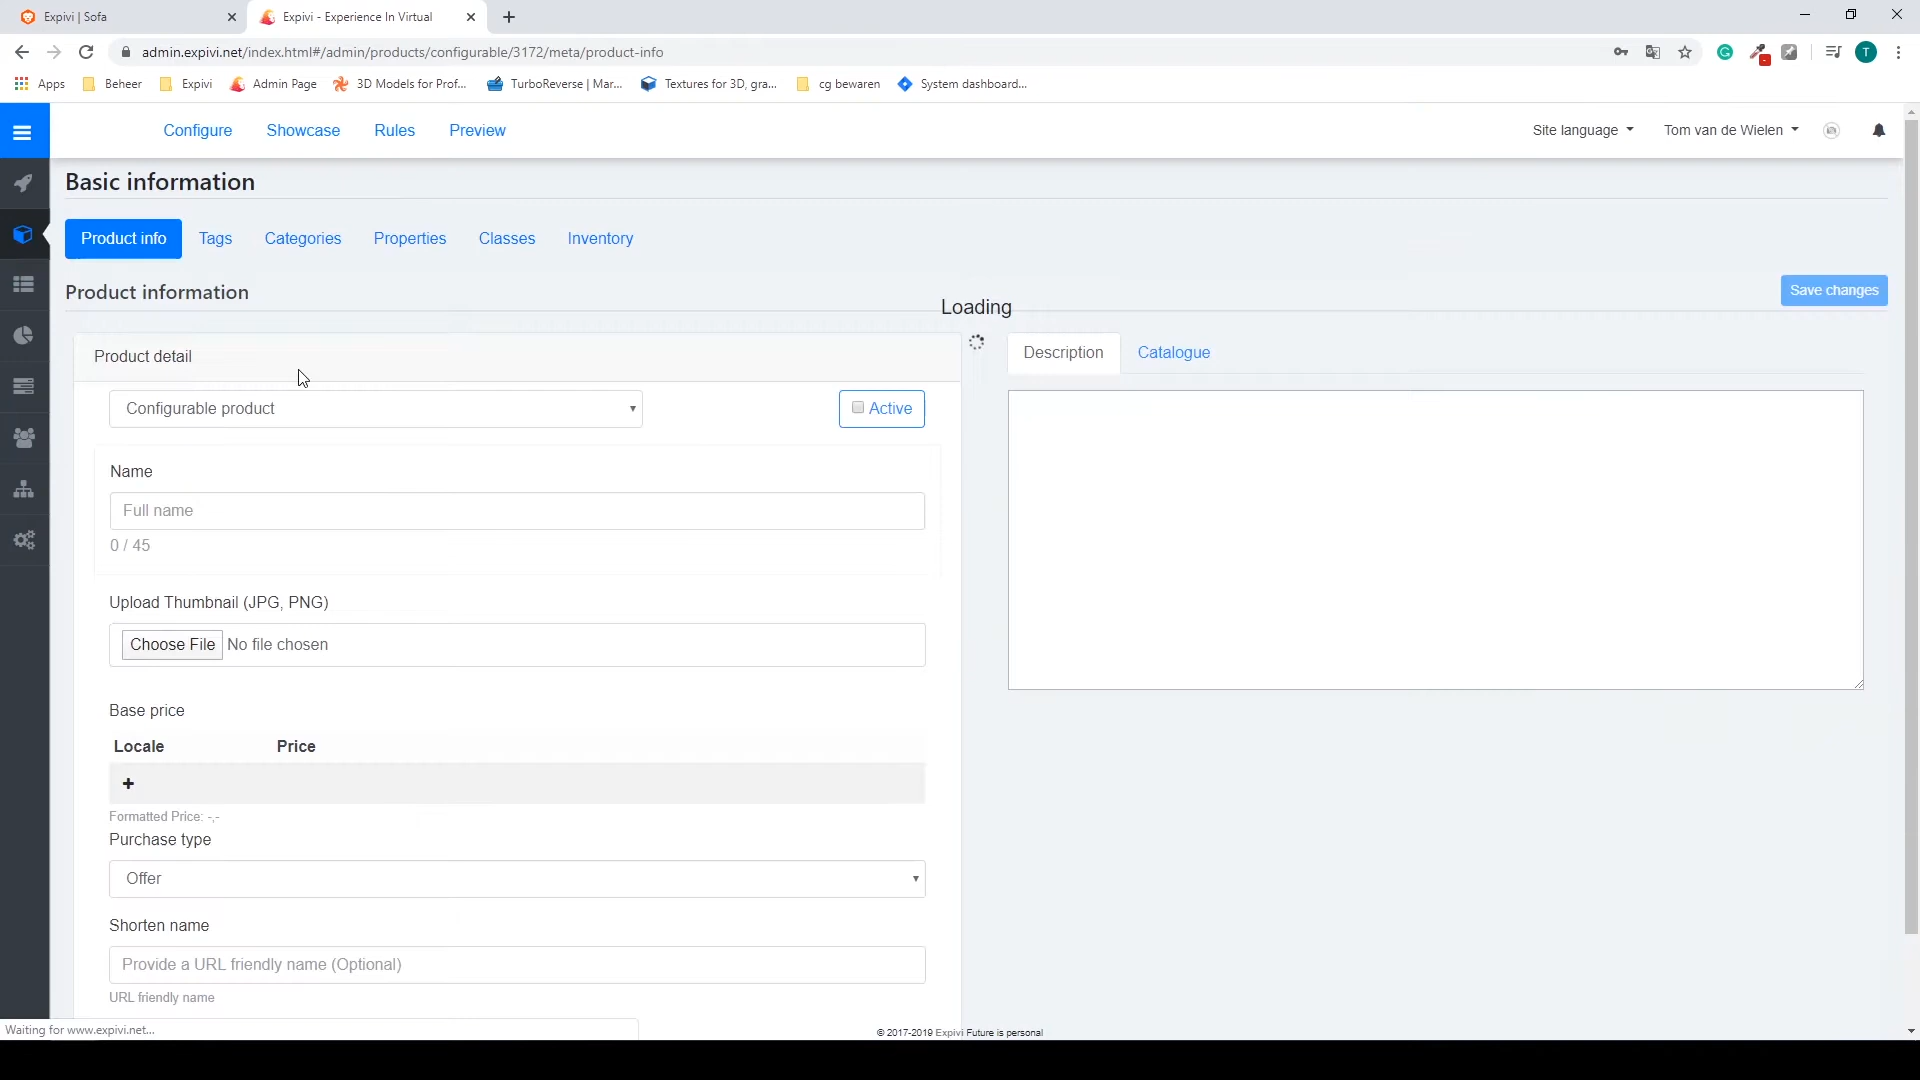 Expivi | Sofa
Expivi - Experience In Virtual
admin.expivi.net/index.html#/admin/products/configurable/3172/meta/product-info
T
Apps
Beheer
Expivi
Admin Page
3D Models for Prof...
TurboReverse | Mar...
Textures for 3D, gra...
cg bewaren
System dashboard...
Configure
Showcase
Rules
Preview
Site language
Tom van de Wielen
Basic information
Product info
Tags
Categories
Properties
Classes
Inventory
Product information
Loading
Save changes
Product detail
Description
Catalogue
Configurable product
Active
Name
Full name
0 / 45
Upload Thumbnail (JPG, PNG)
Choose File No file chosen
Base price
Locale
Price
+
Formatted Price: -,-
Purchase type
Offer
Shorten name
Provide a URL friendly name (Optional)
URL friendly name
Waiting for www.expivi.net...
© 2017-2019 Expivi Future is personal